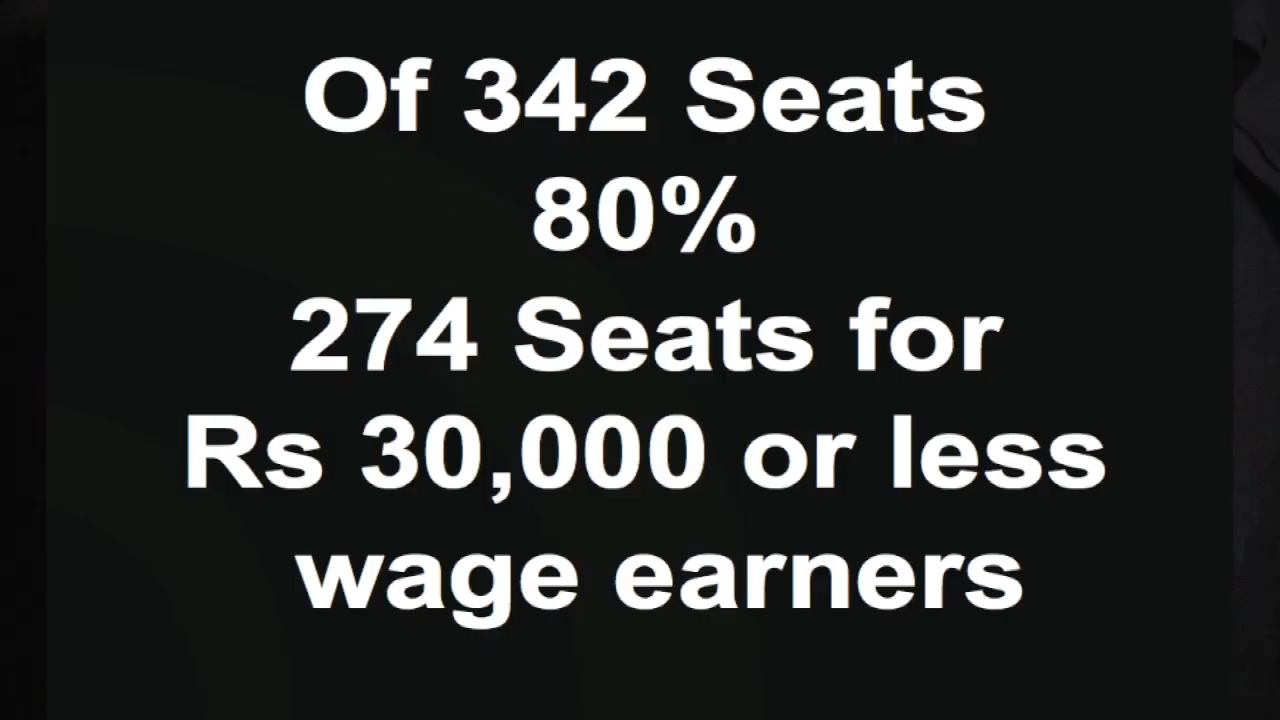 Of 342 Seats
80%
274 Seats for
Rs 30,000 or less
wage earners